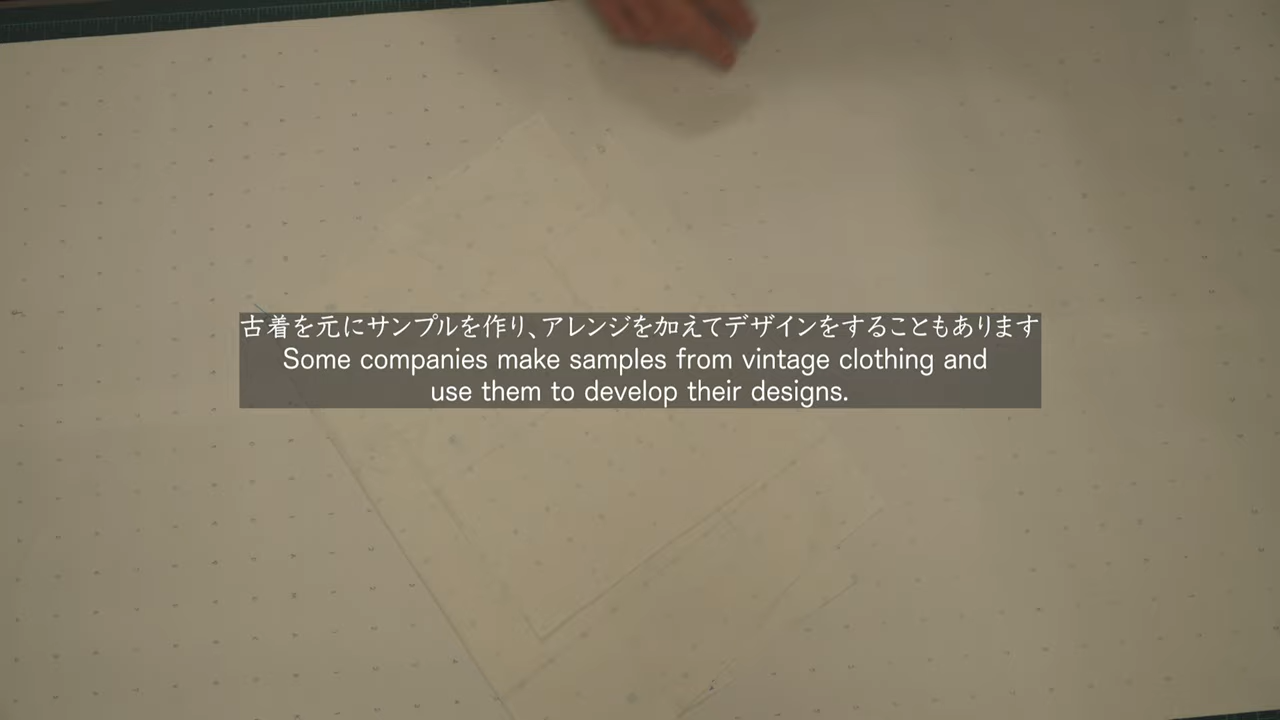 古着を元にサンプルを作り、アレンジを加えてデザインをすることもあります
Some companies make samples from vintage clothing and
use them to develop their designs.